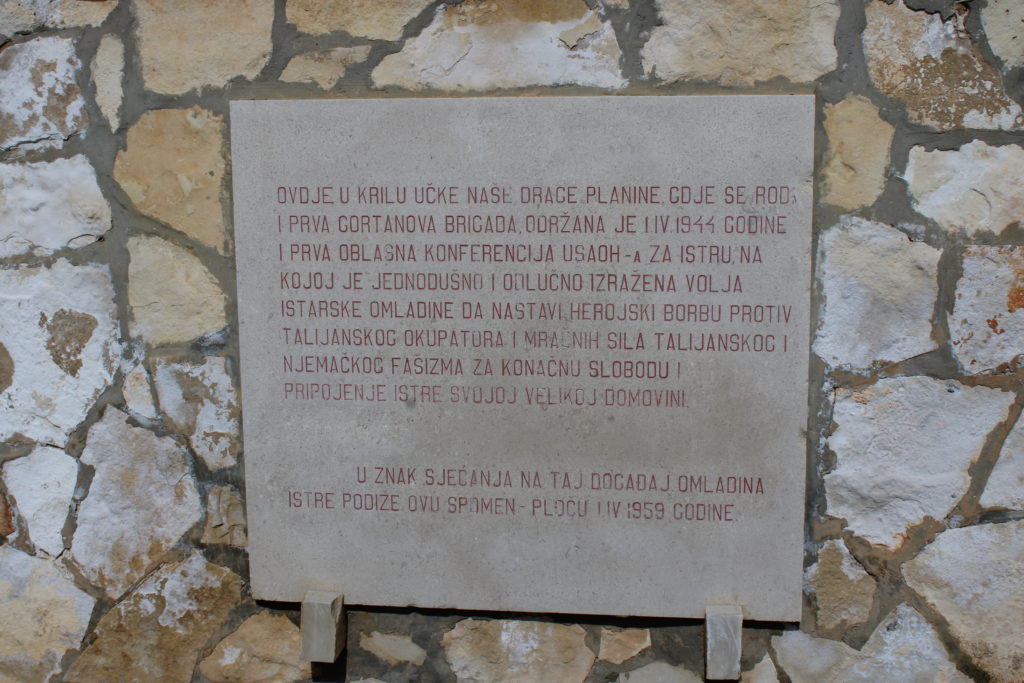 OVDJE U KRILU UČKE NAŠE DRAGE PLANINE, GDJE SE RODI
I PRVA GORTANOVA BRIGADA, ODRŽANA JE 1 IV 1944 GODINE
I PRVA OBLASNA KONFERENCIJA USAOH-a ZA ISTRU, NA
KOJOJ JE JEDNODUŠNO I ODLUČNO IZRAŽENA VOLJA
ISTARSKE OMLADINE DA NASTAVI HEROJSKI BORBU PROTIV
TALIJANSKOG OKUPATORA I MRAČNIH SILA TALIJANSKOG I
NJEMAČKOG FAŠIZMA ZA KONAČNU SLOBODU I
PRIPOJENJE ISTRE SVOJOJ VELIKOJ DOMOVINI.
U ZNAK SJEĆANJA NA TAJ DOGAĐAJ OMLADINA
ISTRE PODIŽE OVU SPOMEN-PLOČU 1 IV 1959 GODINE.